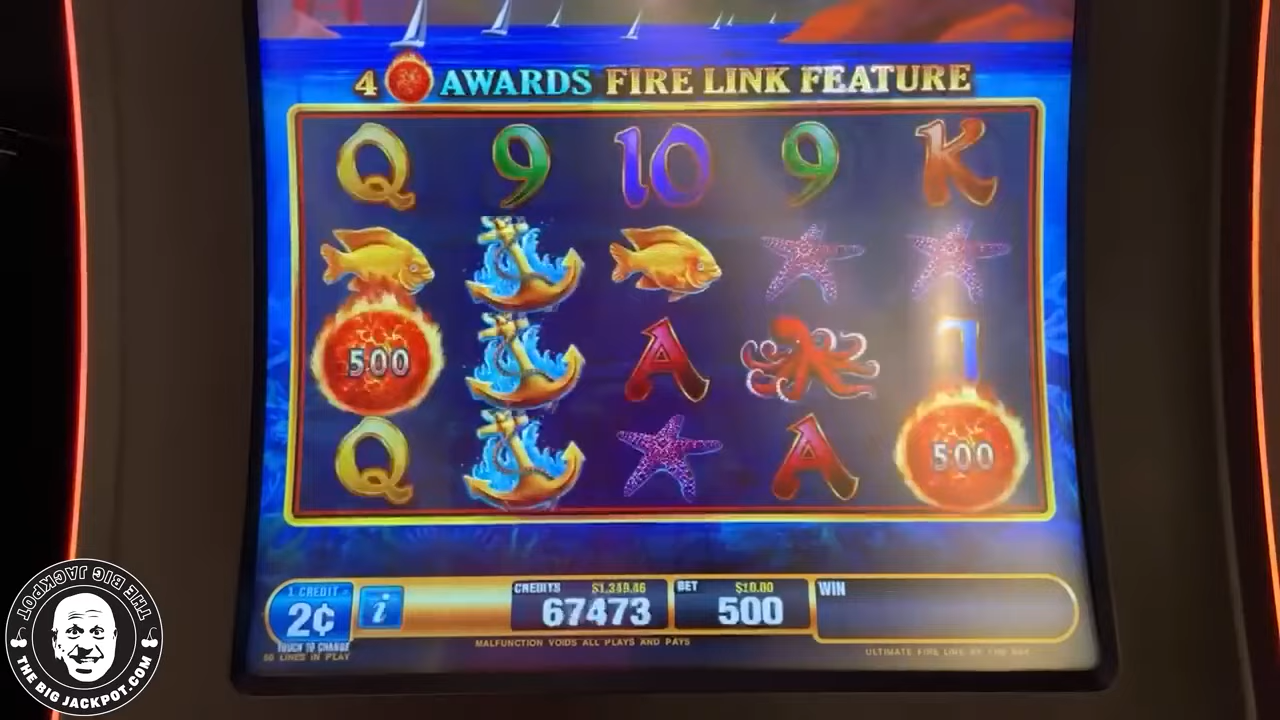 4 AWARDS FIRE LINK FEATURE
Q 9 10 9 K
500 A J
Q A 500
1 CREDIT =
2¢
TOUCH TO CHANGE
50 LINES IN PLAY
i
CREDITS $1,349.46
67473
BET $10.00
500
WIN
MALFUNCTION VOIDS ALL PLAYS AND PAYS
ULTIMATE FIRE LINK BY THE BAY
THE BIG JACKPOT
THE BIG JACKPOT.COM